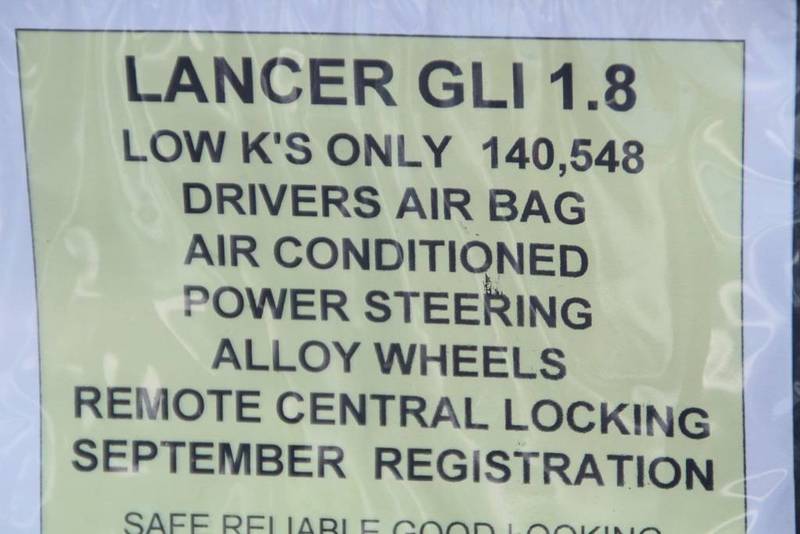 LANCER GLI 1.8
LOW K'S ONLY 140,548
DRIVERS AIR BAG
AIR CONDITIONED
POWER STEERING
ALLOY WHEELS
REMOTE CENTRAL LOCKING
SEPTEMBER REGISTRATION
SAFE RELIABLE GOOD LOOKING